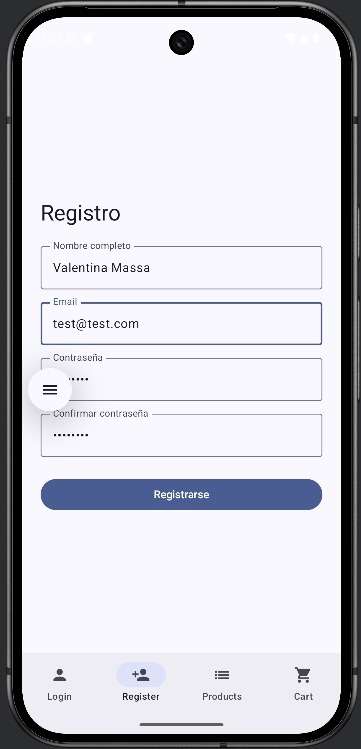 Registro
Nombre completo
Valentina Massa
Email
test@test.com
Contraseña
Confirmar contraseña
••••••••
Registrarse
Login Register Products Cart